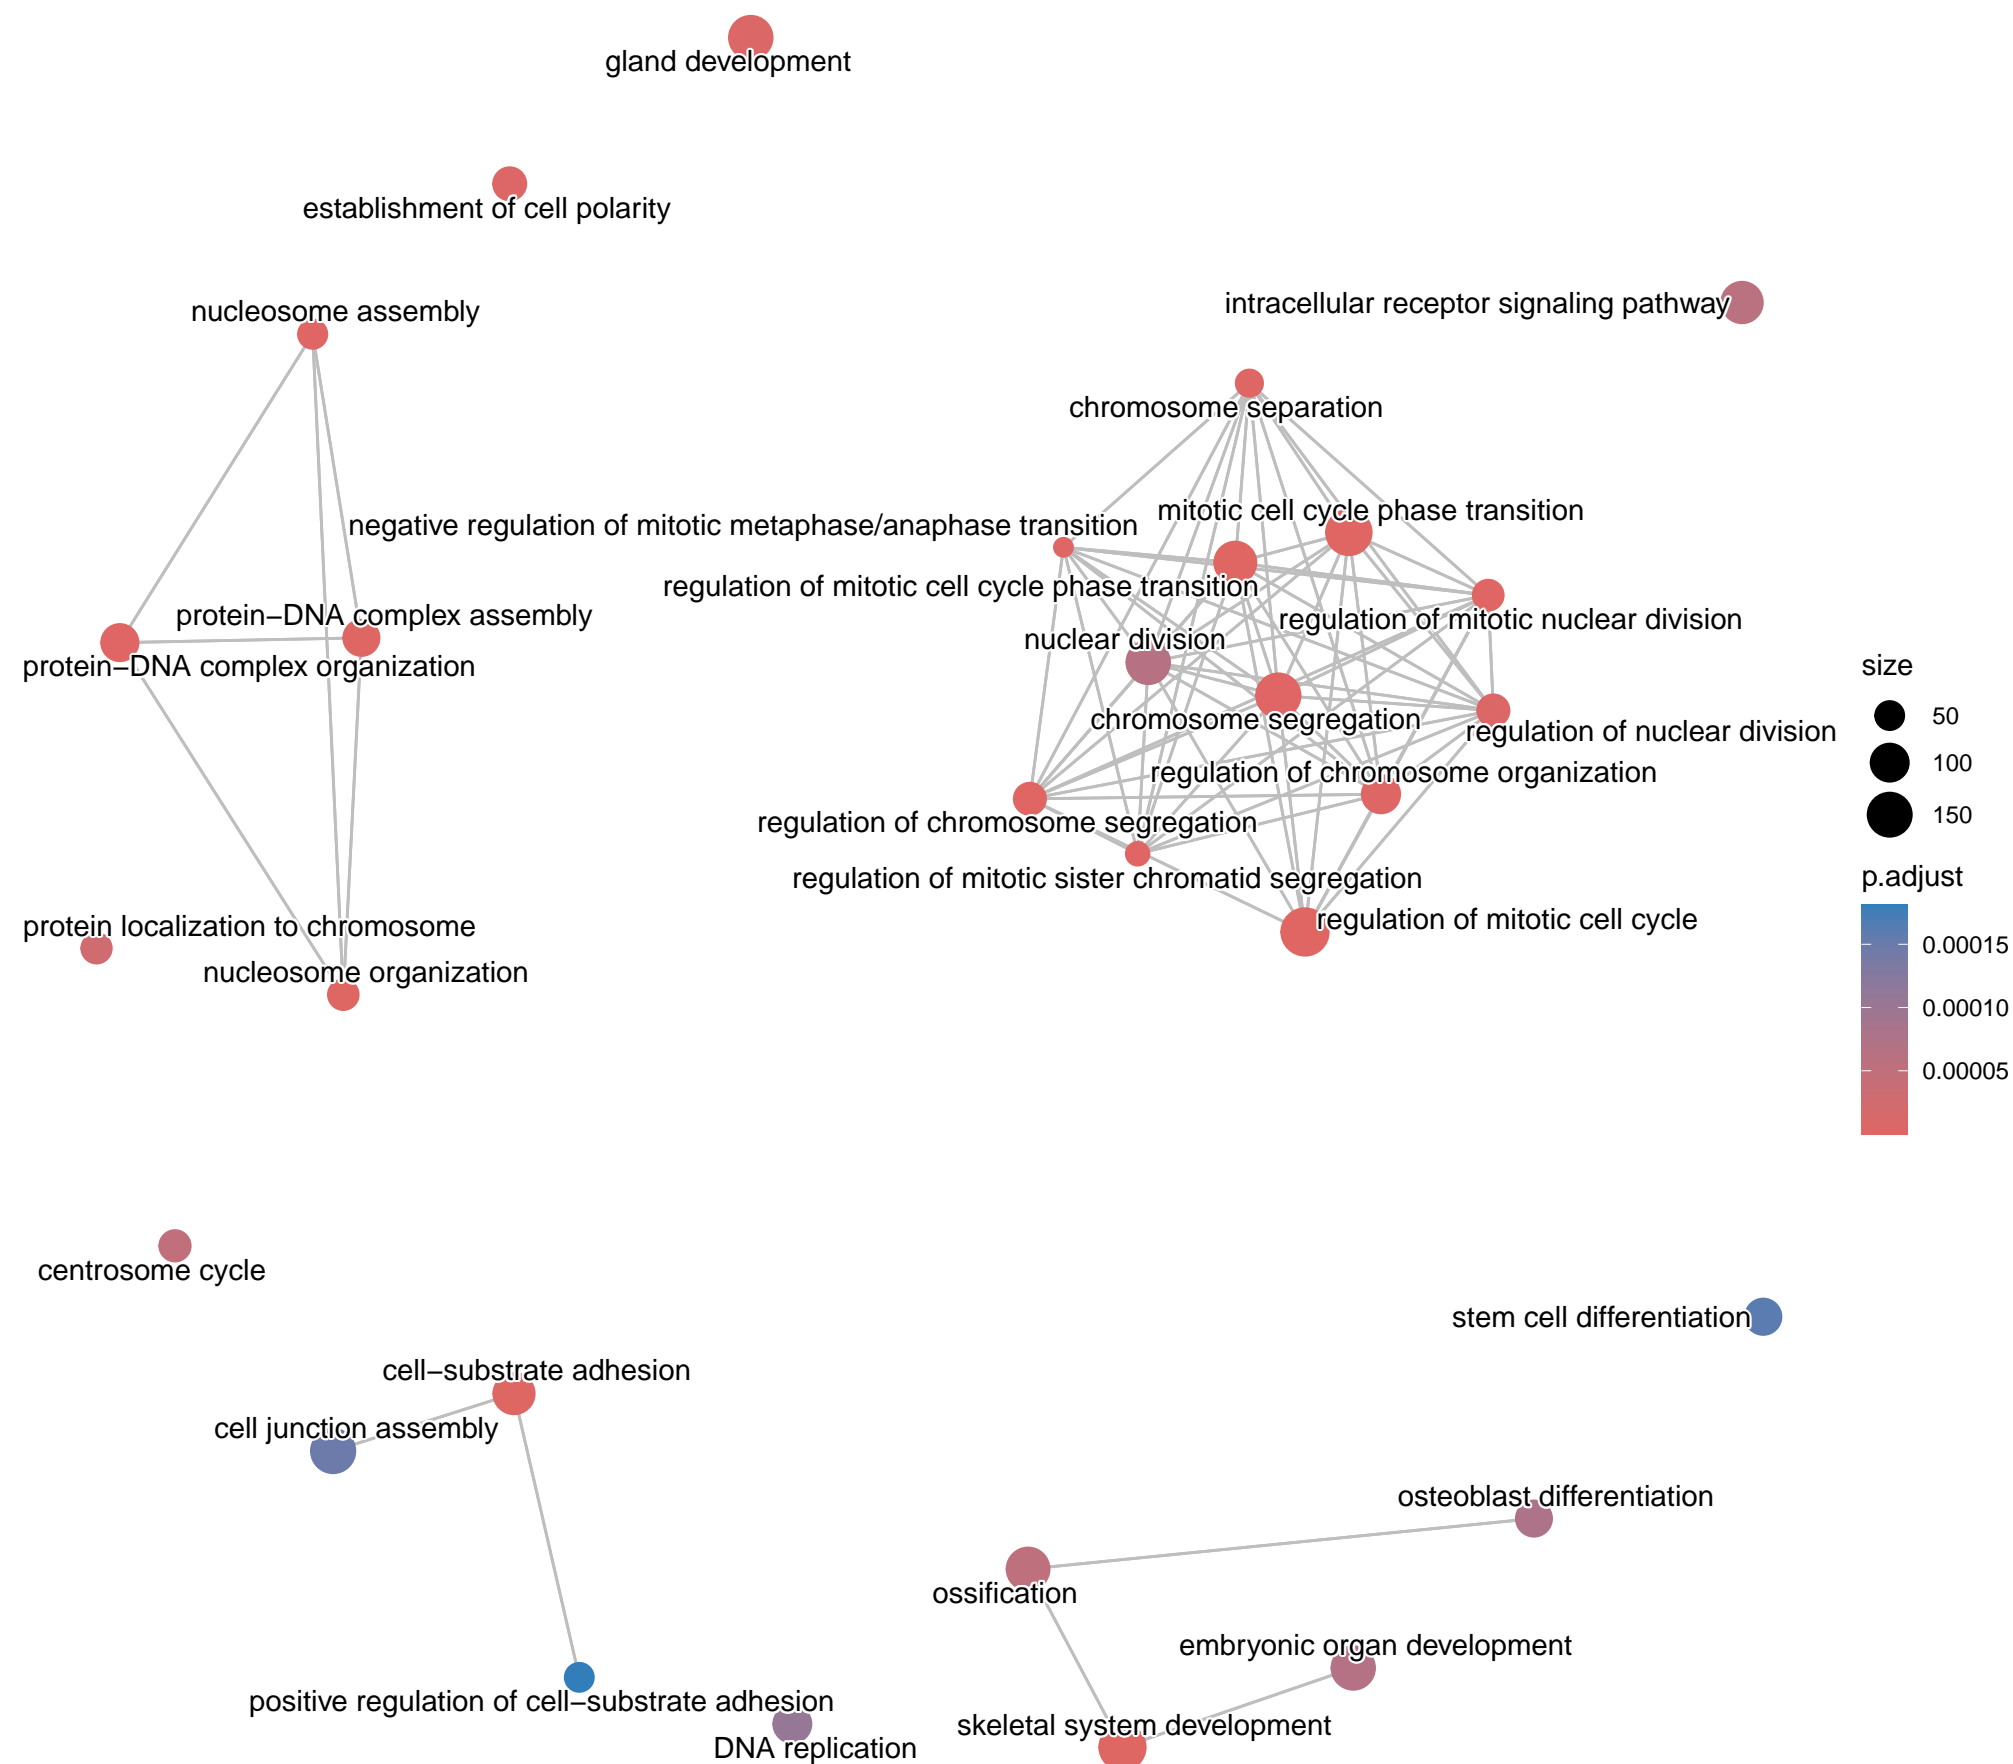 gland development
establishment of cell polarity
intracellular receptor signaling pathway
nucleosome assembly
chromosome separation
mitotic cell cycle phase transition
negative regulation of mitotic metaphase/anaphase transition
regulation of mitotic cell cycle phase transition
protein−DNA complex assembly
regulation of mitotic nuclear division
nuclear division
protein−DNA complex organization
size
50
100
150
chromosome segregation
regulation of nuclear division
regulation of chromosome organization
regulation of chromosome segregation
regulation of mitotic sister chromatid segregation
p.adjust
0.00015
0.00010
0.00005
regulation of mitotic cell cycle
protein localization to chromosome
nucleosome organization
centrosome cycle
stem cell differentiation
cell−substrate adhesion
cell junction assembly
osteoblast differentiation
ossification
embryonic organ development
positive regulation of cell−substrate adhesion
skeletal system development
DNA replication